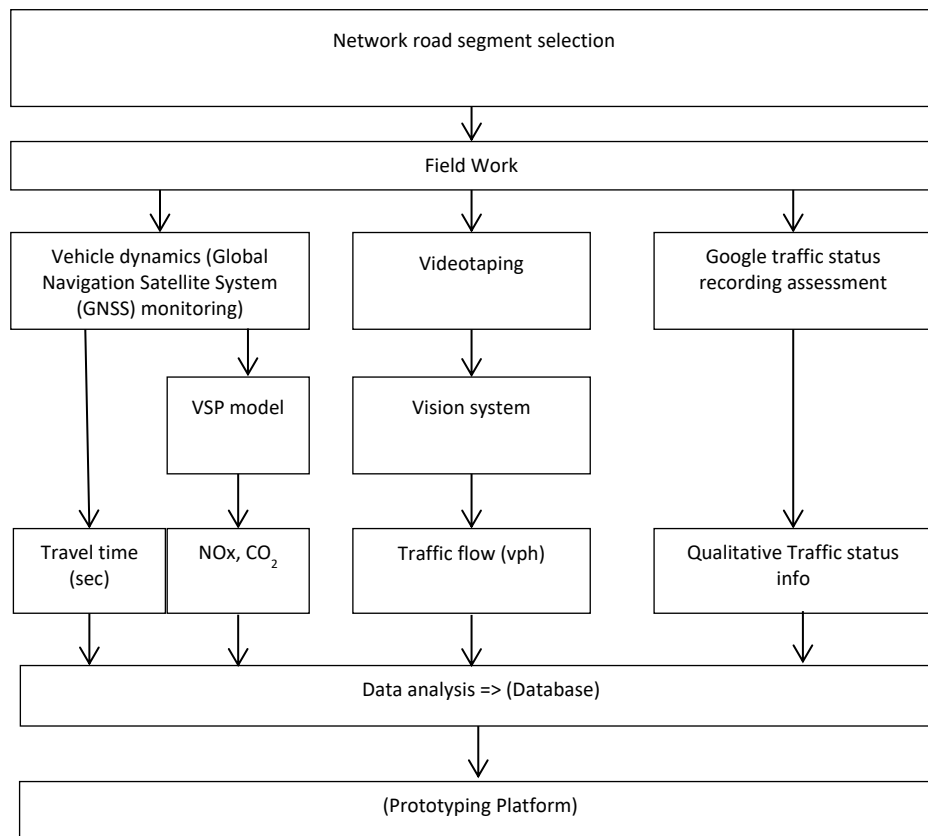 Network road segment selection
Field Work
Vehicle dynamics (Global
Navigation Satellite System
(GNSS) monitoring)
Videotaping
Google traffic status
recording assessment
VSP model
Vision system
Travel time
(sec)
NOx, CO₂
Traffic flow (vph)
Qualitative Traffic status
info
Data analysis => (Database)
(Prototyping Platform)